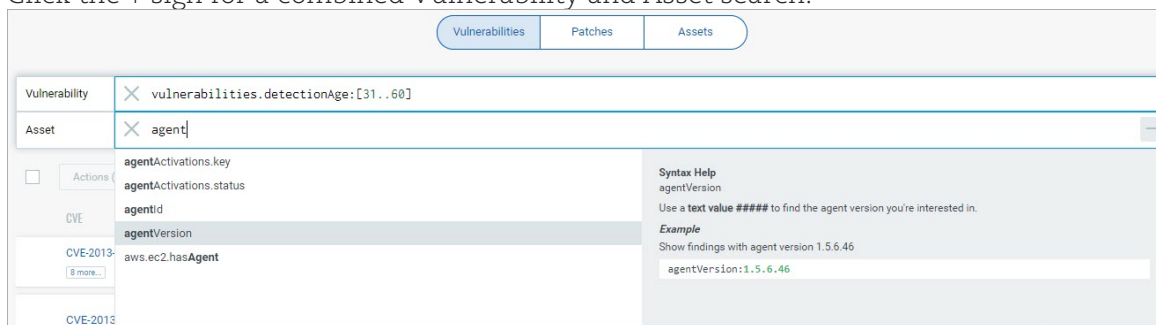 Click the + sign for a combined Vulnerability and Asset search.
Vulnerabilities Patches Assets
Vulnerability vulnerabilities.detectionAge:[31..60]
Asset agent
agentActivations.key
agentActivations.status
agentId
agentVersion
aws.ec2.hasAgent
Syntax Help
agentVersion
Use a text value ##### to find the agent version you're interested in.
Example
Show findings with agent version 1.5.6.46
agentVersion:1.5.6.46
Actions (
CVE
CVE-2013-
8 more...
CVE-2013